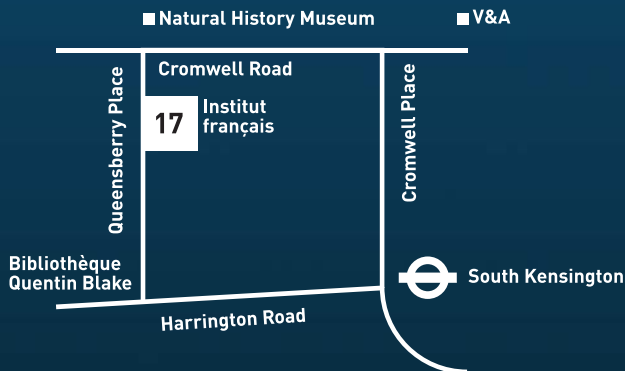 Natural History Museum
V&A
Cromwell Road
Queensberry Place
17
Institut
français
Cromwell Place
Bibliothèque
Quentin Blake
South Kensington
Harrington Road